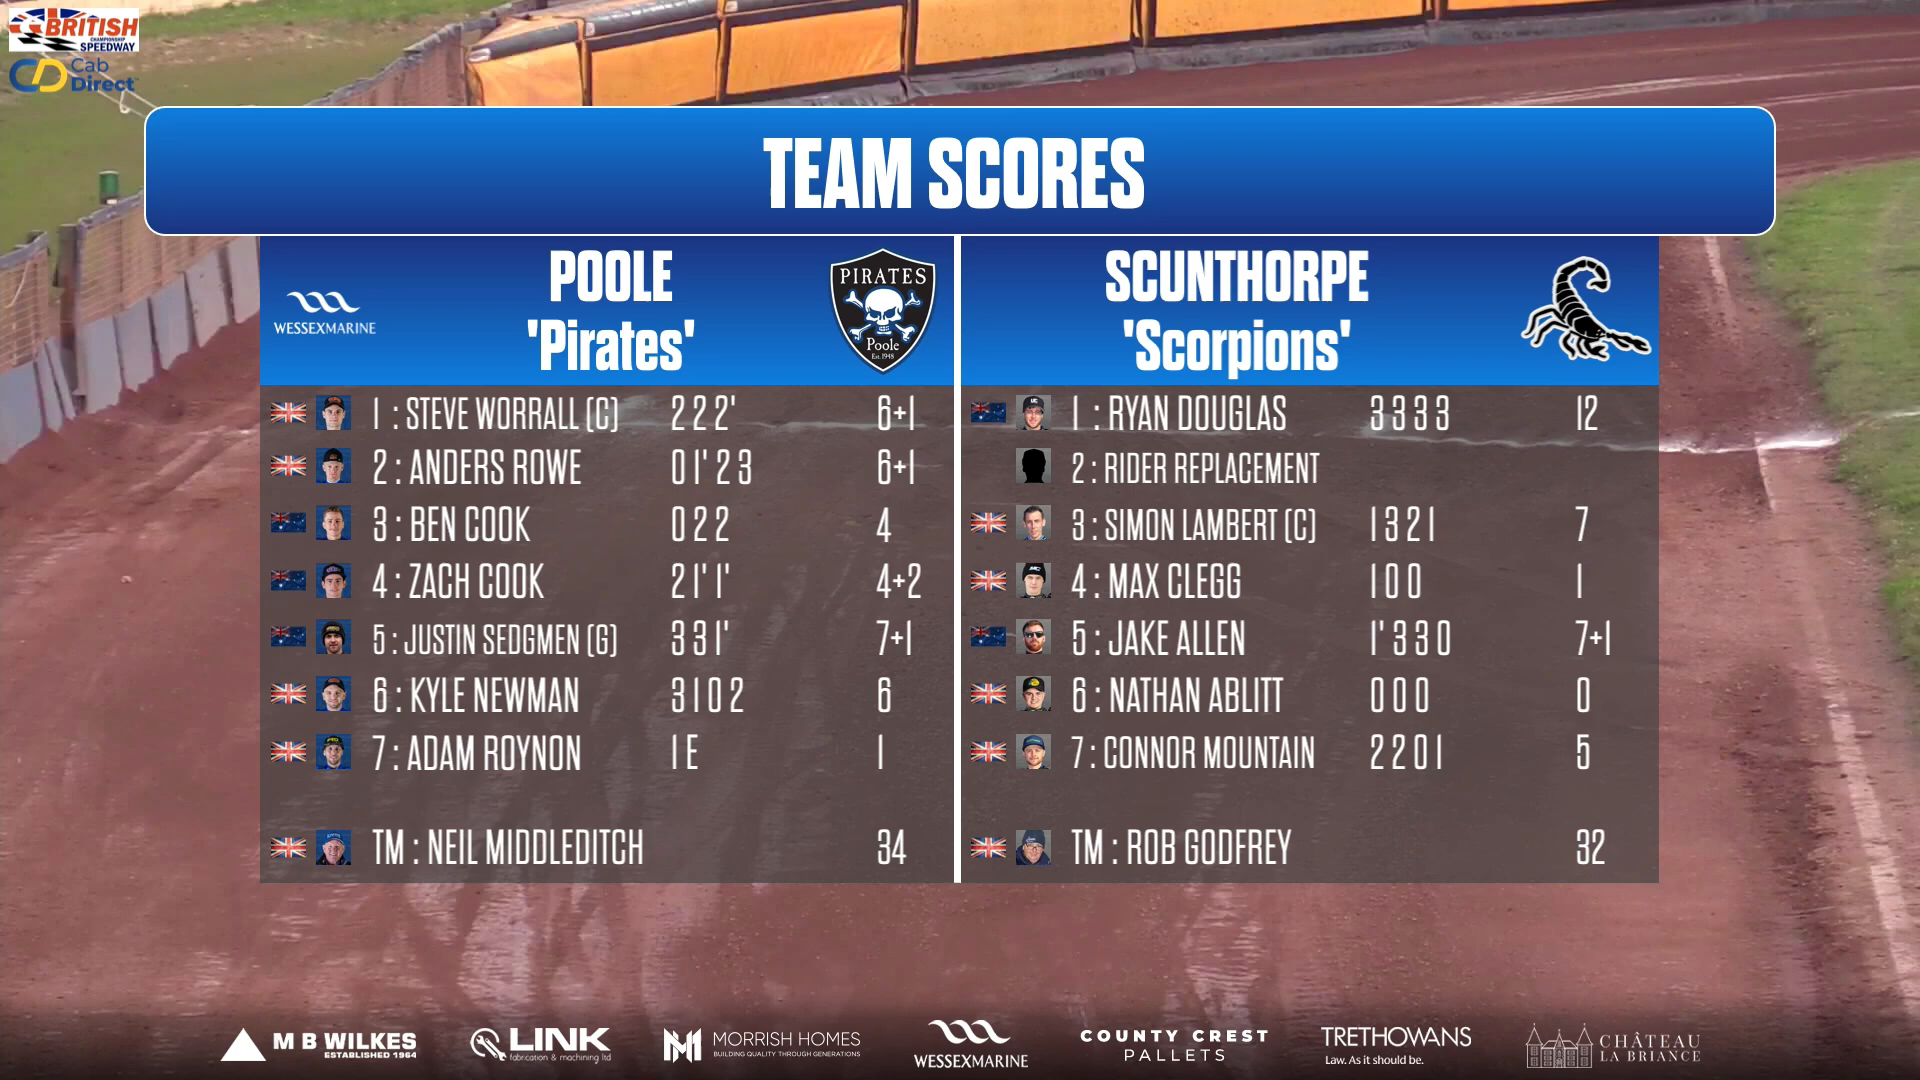 BRITISH
CHAMPIONSHIP
SPEEDWAY
Cab
Direct
TEAM SCORES
WESSEXMARINE
POOLE
'Pirates'
PIRATES
Poole
Est. 1948
SCUNTHORPE
'Scorpions'
1 : STEVE WORRALL (C) 2 2 2' 6+1
2 : ANDERS ROWE 0 1' 2 3 6+1
3 : BEN COOK 0 2 2 4
4 : ZACH COOK 2 1' 1' 4+2
5 : JUSTIN SEDGMEN (G) 3 3 1' 7+1
6 : KYLE NEWMAN 3 1 0 2 6
7 : ADAM ROYNON 1 E 1
TM : NEIL MIDDLEDITCH 34
1 : RYAN DOUGLAS 3 3 3 3 12
2 : RIDER REPLACEMENT
3 : SIMON LAMBERT (C) 1 3 2 1 7
4 : MAX CLEGG 1 0 0 1
5 : JAKE ALLEN 1' 3 3 0 7+1
6 : NATHAN ABLITT 0 0 0 0
7 : CONNOR MOUNTAIN 2 2 0 1 5
TM : ROB GODFREY 32
M B WILKES
ESTABLISHED 1964
LINK
fabrication & machining ltd
MORRISH HOMES
BUILDING QUALITY THROUGH GENERATIONS
WESSEXMARINE
COUNTY CREST
PALLETS
TRETHOWANS
Law. As it should be.
CHÂTEAU
LA BRIANCE